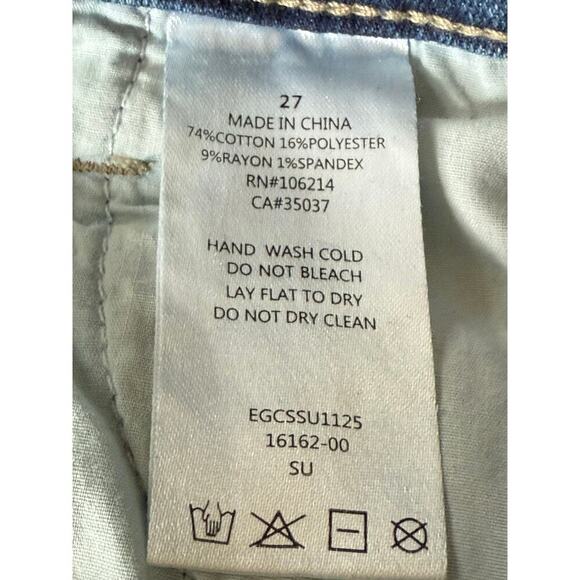 27
MADE IN CHINA
74%COTTON 16%POLYESTER
9%RAYON 1%SPANDEX
RN#106214
CA#35037
HAND WASH COLD
DO NOT BLEACH
LAY FLAT TO DRY
DO NOT DRY CLEAN
EGCSSU1125
16162-00
SU